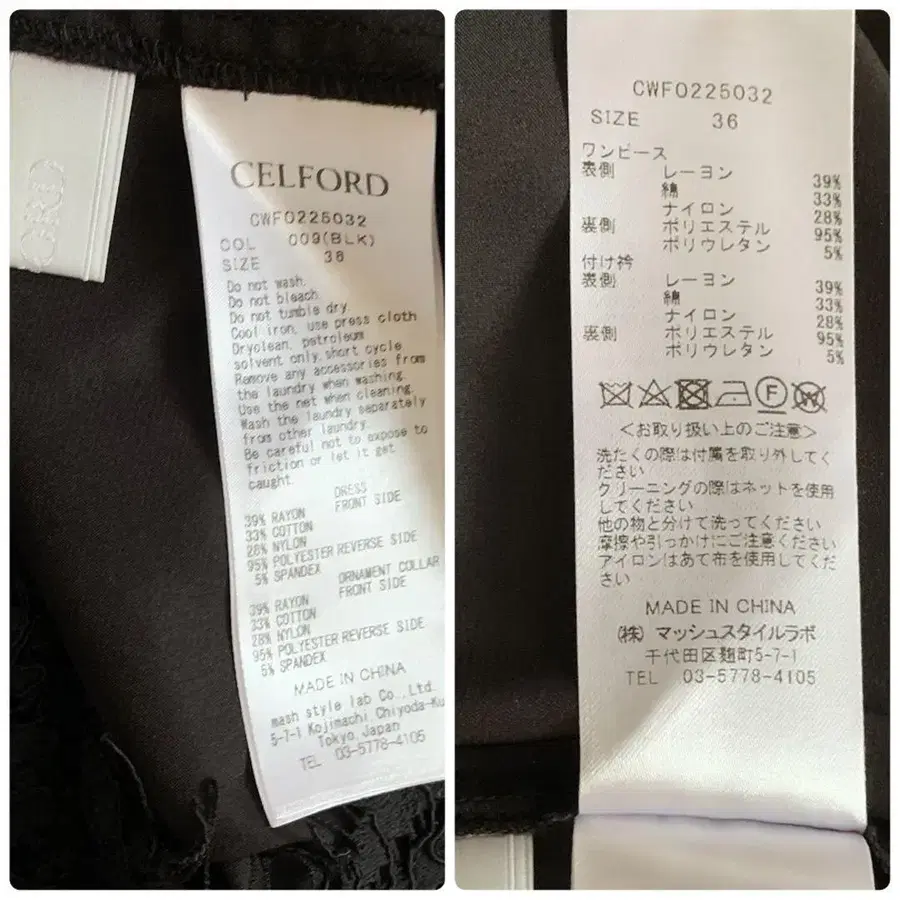 CELFORD
CWF0225032
COL 009(BLK)
SIZE 36
Do not wash.
Do not bleach.
Do not tumble dry.
Cool iron, use press cloth
Dryclean, petroleum
solvent only,short cycle
Remove any accessories from
the laundry when washing.
Use the net when cleaning.
Wash the laundry separately
from other laundry.
Be careful not to expose to
friction or let it get
caught.
DRESS
FRONT SIDE
39% RAYON
33% COTTON
28% NYLON
95% POLYESTER REVERSE SIDE
5% SPANDEX
ORNAMENT COLLAR
FRONT SIDE
39% RAYON
33% COTTON
28% NYLON
95% POLYESTER REVERSE SIDE
5% SPANDEX
MADE IN CHINA
mash style lab Co.,Ltd.
5-7-1 Kojimachi,Chiyoda-Ku
Tokyo,Japan
TEL 03-5778-4105
CWF0225032
SIZE 36
ワンピース
表側 レーヨン 39%
綿 33%
ナイロン 28%
裏側 ポリエステル 95%
ポリウレタン 5%
付け衿
表側 レーヨン 39%
綿 33%
ナイロン 28%
裏側 ポリエステル 95%
ポリウレタン 5%
F W
<お取り扱い上のご注意>
洗たくの際は付属を取り外してく
ださい
クリーニングの際はネットを使用
してください
他の物と分けて洗ってください
摩擦や引っかけにご注意ください
アイロンはあて布を使用してくだ
さい
MADE IN CHINA
(株) マッシュスタイルラボ
千代田区麹町5-7-1
TEL 03-5778-4105